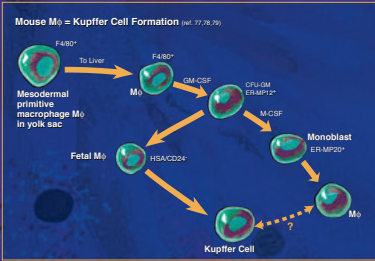 Mouse Mϕ = Kupffer Cell Formation (ref. 77,78,79)
F4/80⁺
To Liver
F4/80⁺
Mϕ
GM-CSF
CFU-GM
ER-MP12⁺
Mesodermal
primitive
macrophage Mϕ
in yolk sac
M-CSF
Monoblast
ER-MP20⁺
Fetal Mϕ
HSA/CD24⁻
Mϕ
?
Kupffer Cell